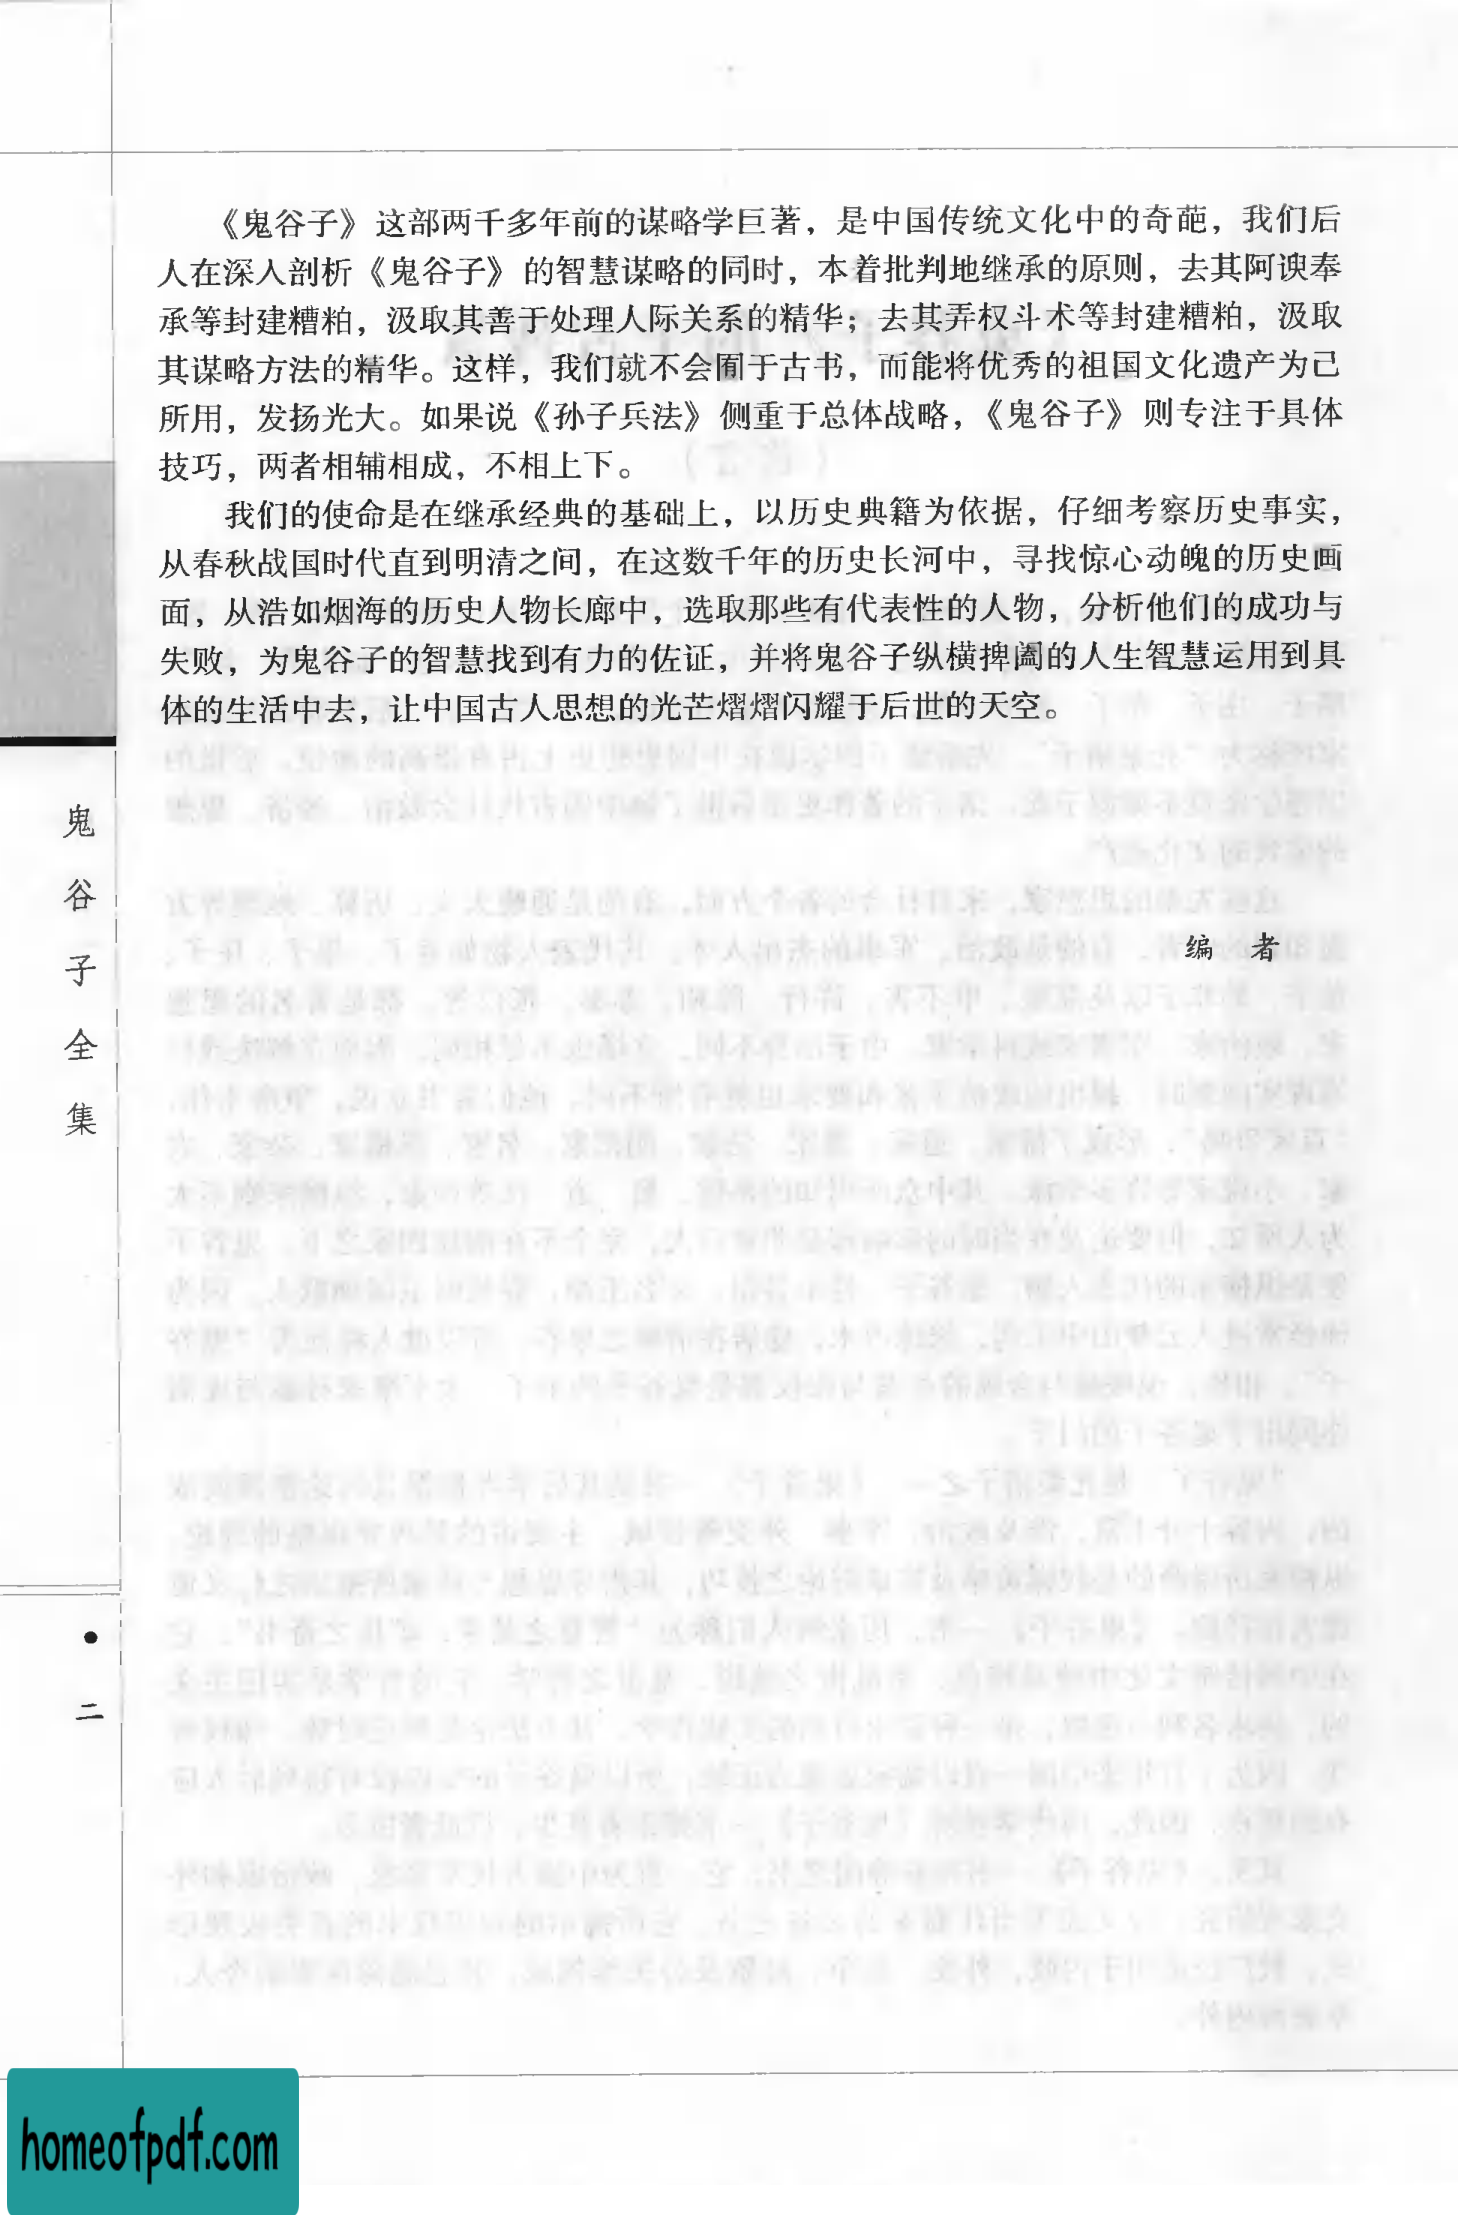 《鬼谷子》这部两千多年前的谋略学巨著，是中国传统文化中的奇葩，我们后
人在深入剖析《鬼谷子》的智慧谋略的同时，本着批判地继承的原则，去其阿谀奉
承等封建糟粕，汲取其善于处理人际关系的精华；去其弄权斗术等封建糟粕，汲取
其谋略方法的精华。这样，我们就不会囿于古书，而能将优秀的祖国文化遗产为己
所用，发扬光大。如果说《孙子兵法》侧重于总体战略，《鬼谷子》则专注于具体
技巧，两者相辅相成，不相上下。
我们的使命是在继承经典的基础上，以历史典籍为依据，仔细考察历史事实，
从春秋战国时代直到明清之间，在这数千年的历史长河中，寻找惊心动魄的历史画
面，从浩如烟海的历史人物长廊中，选取那些有代表性的人物，分析他们的成功与
失败，为鬼谷子的智慧找到有力的佐证，并将鬼谷子纵横捭阖的人生智慧运用到具
体的生活中去，让中国古人思想的光芒熠熠闪耀于后世的天空。
编 者
鬼谷子全集
• 二
homeofpdf.com